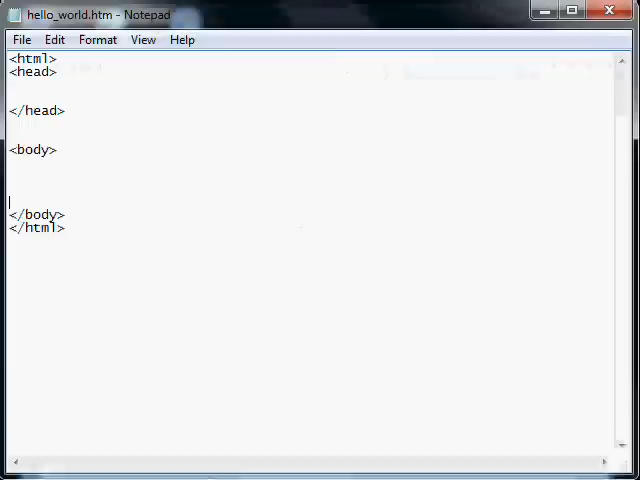 hello_world.htm - Notepad
File Edit Format View Help
<html>
<head>
</head>
<body>
</body>
</html>